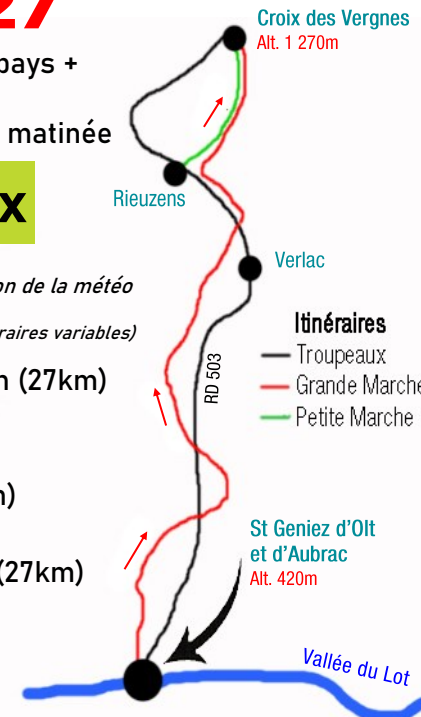 27
pays +
matinée
x
on de la météo
raires variables)
n (27km)
n)
(27km)
Croix des Vergnes
Alt. 1 270m
Rieuzens
Verlac
Itinéraires
Troupeaux
Grande Marche
Petite Marche
RD 503
St Geniez d'Olt
et d'Aubrac
Alt. 420m
Vallée du Lot